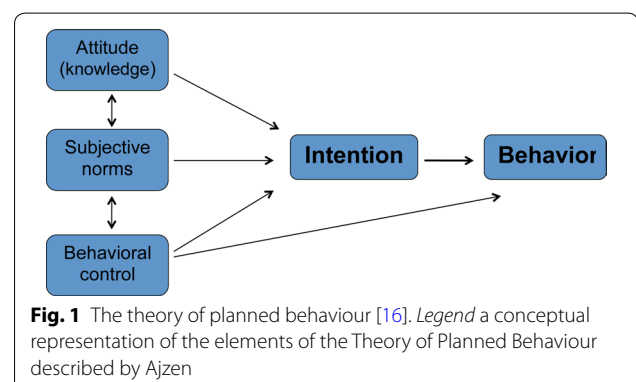 Attitude
(knowledge)
Subjective
norms
Intention
Behavior
Behavioral
control
Fig. 1 The theory of planned behaviour [16]. Legend a conceptual
representation of the elements of the Theory of Planned Behaviour
described by Ajzen